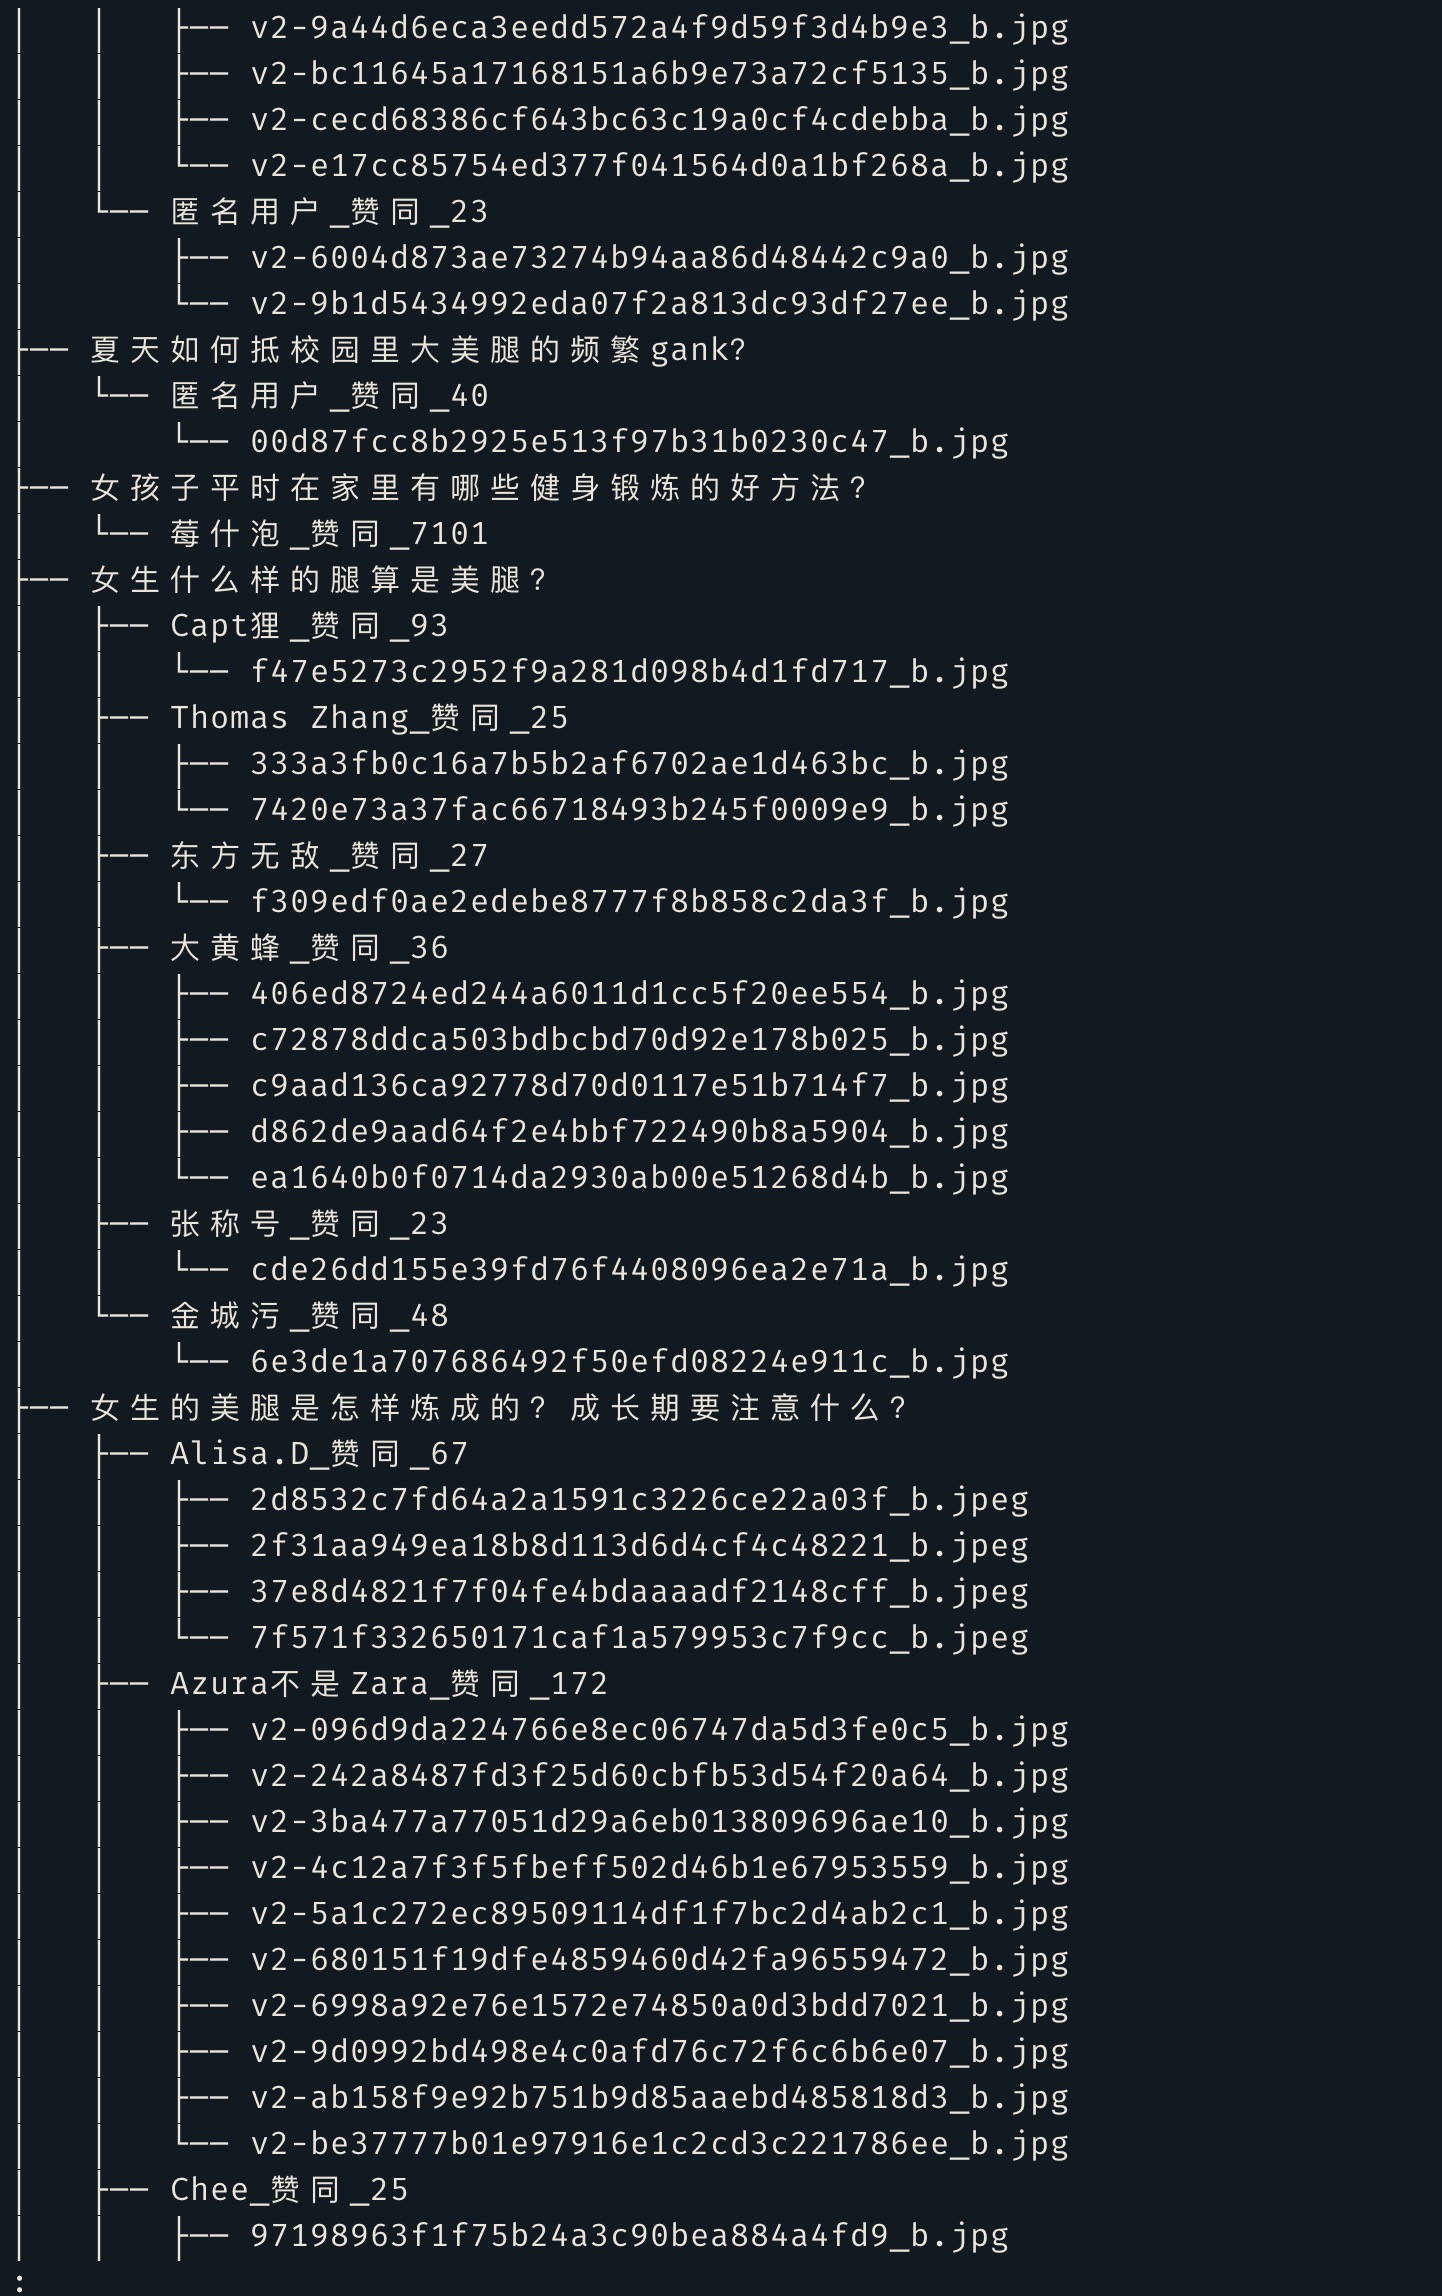 │   │   ├── v2-9a44d6eca3eedd572a4f9d59f3d4b9e3_b.jpg
│   │   ├── v2-bc11645a17168151a6b9e73a72cf5135_b.jpg
│   │   ├── v2-cecd68386cf643bc63c19a0cf4cdebba_b.jpg
│   │   └── v2-e17cc85754ed377f041564d0a1bf268a_b.jpg
│   └── 匿名用户_赞同_23
│       ├── v2-6004d873ae73274b94aa86d48442c9a0_b.jpg
│       └── v2-9b1d5434992eda07f2a813dc93df27ee_b.jpg
├── 夏天如何抵校园里大美腿的频繁gank?
│   └── 匿名用户_赞同_40
│       └── 00d87fcc8b2925e513f97b31b0230c47_b.jpg
├── 女孩子平时在家里有哪些健身锻炼的好方法?
│   └── 莓什泡_赞同_7101
├── 女生什么样的腿算是美腿?
│   ├── Capt狸_赞同_93
│   │   └── f47e5273c2952f9a281d098b4d1fd717_b.jpg
│   ├── Thomas Zhang_赞同_25
│   │   ├── 333a3fb0c16a7b5b2af6702ae1d463bc_b.jpg
│   │   └── 7420e73a37fac66718493b245f0009e9_b.jpg
│   ├── 东方无敌_赞同_27
│   │   └── f309edf0ae2edebe8777f8b858c2da3f_b.jpg
│   ├── 大黄蜂_赞同_36
│   │   ├── 406ed8724ed244a6011d1cc5f20ee554_b.jpg
│   │   ├── c72878ddca503bdbcbd70d92e178b025_b.jpg
│   │   ├── c9aad136ca92778d70d0117e51b714f7_b.jpg
│   │   ├── d862de9aad64f2e4bbf722490b8a5904_b.jpg
│   │   └── ea1640b0f0714da2930ab00e51268d4b_b.jpg
│   ├── 张称号_赞同_23
│   │   └── cde26dd155e39fd76f4408096ea2e71a_b.jpg
│   └── 金城污_赞同_48
│       └── 6e3de1a707686492f50efd08224e911c_b.jpg
├── 女生的美腿是怎样炼成的? 成长期要注意什么?
│   ├── Alisa.D_赞同_67
│   │   ├── 2d8532c7fd64a2a1591c3226ce22a03f_b.jpeg
│   │   ├── 2f31aa949ea18b8d113d6d4cf4c48221_b.jpeg
│   │   ├── 37e8d4821f7f04fe4bdaaaadf2148cff_b.jpeg
│   │   └── 7f571f332650171caf1a579953c7f9cc_b.jpeg
│   ├── Azura不是Zara_赞同_172
│   │   ├── v2-096d9da224766e8ec06747da5d3fe0c5_b.jpg
│   │   ├── v2-242a8487fd3f25d60cbfb53d54f20a64_b.jpg
│   │   ├── v2-3ba477a77051d29a6eb013809696ae10_b.jpg
│   │   ├── v2-4c12a7f3f5fbeff502d46b1e67953559_b.jpg
│   │   ├── v2-5a1c272ec89509114df1f7bc2d4ab2c1_b.jpg
│   │   ├── v2-680151f19dfe4859460d42fa96559472_b.jpg
│   │   ├── v2-6998a92e76e1572e74850a0d3bdd7021_b.jpg
│   │   ├── v2-9d0992bd498e4c0afd76c72f6c6b6e07_b.jpg
│   │   ├── v2-ab158f9e92b751b9d85aaebd485818d3_b.jpg
│   │   └── v2-be37777b01e97916e1c2cd3c221786ee_b.jpg
│   ├── Chee_赞同_25
│   │   ├── 97198963f1f75b24a3c90bea884a4fd9_b.jpg
: